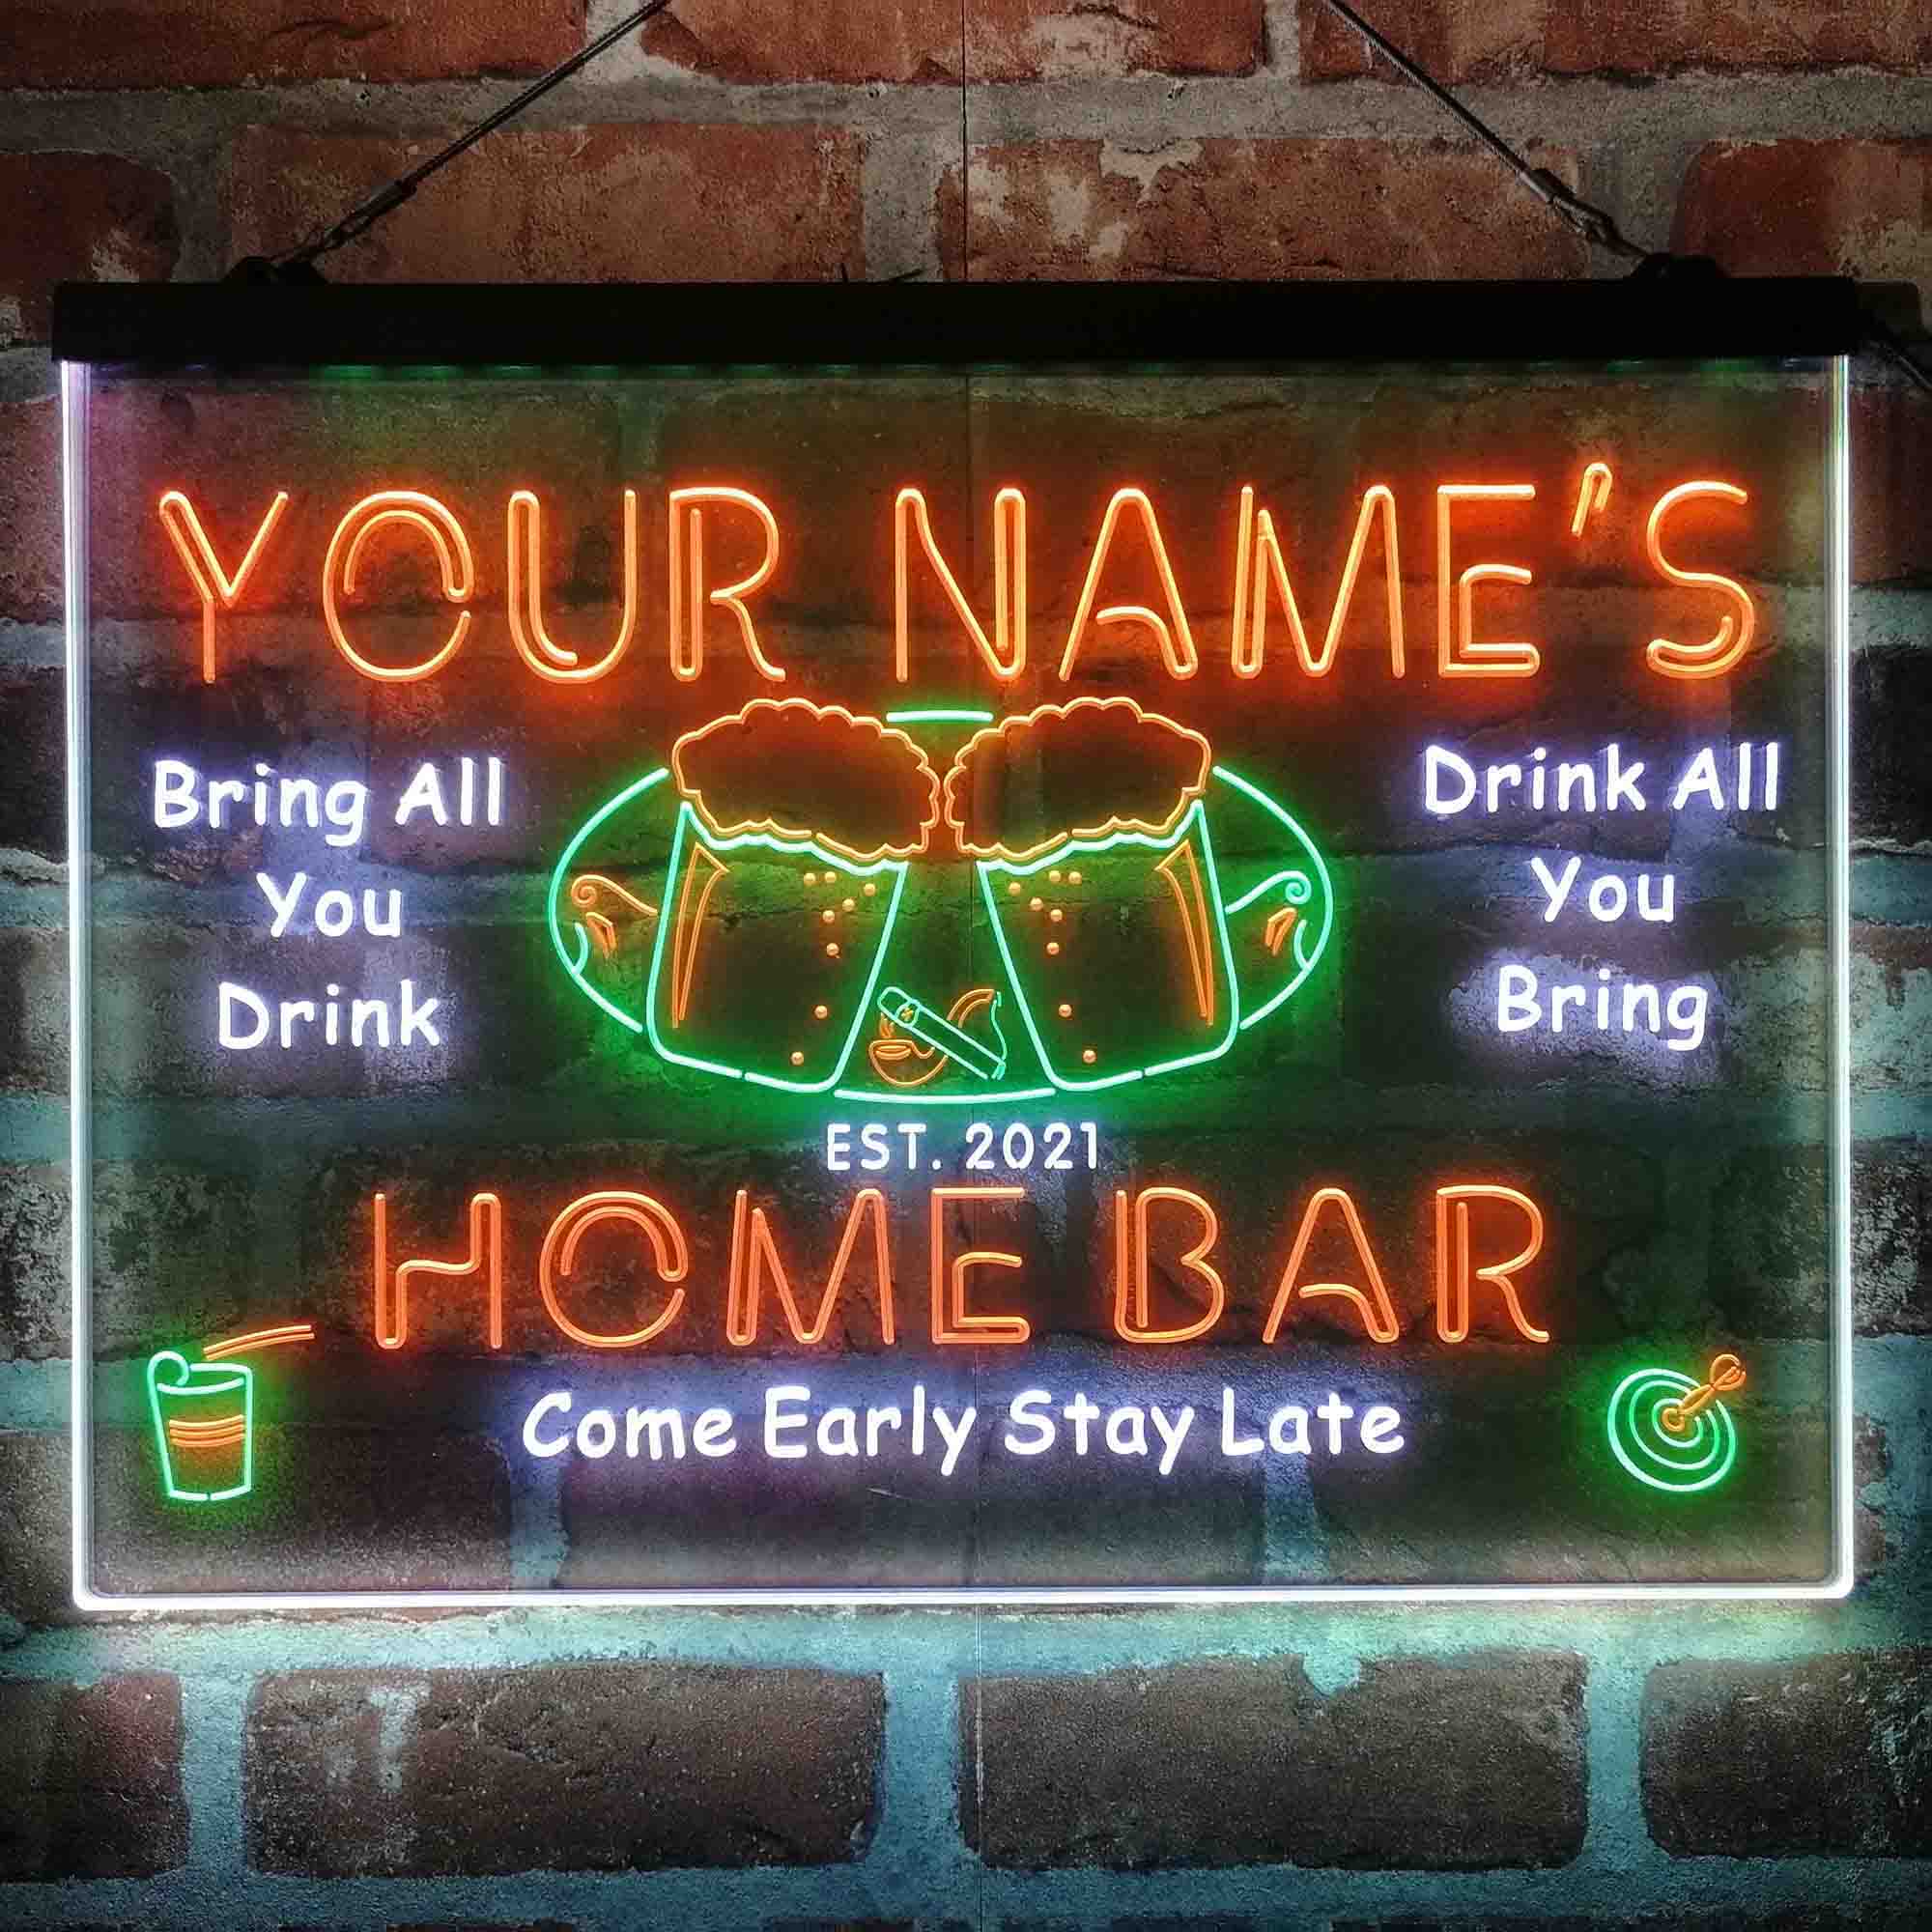 YOUR NAME'S
Bring All
You
Drink
Drink All
You
Bring
EST. 2021
HOME BAR
Come Early Stay Late